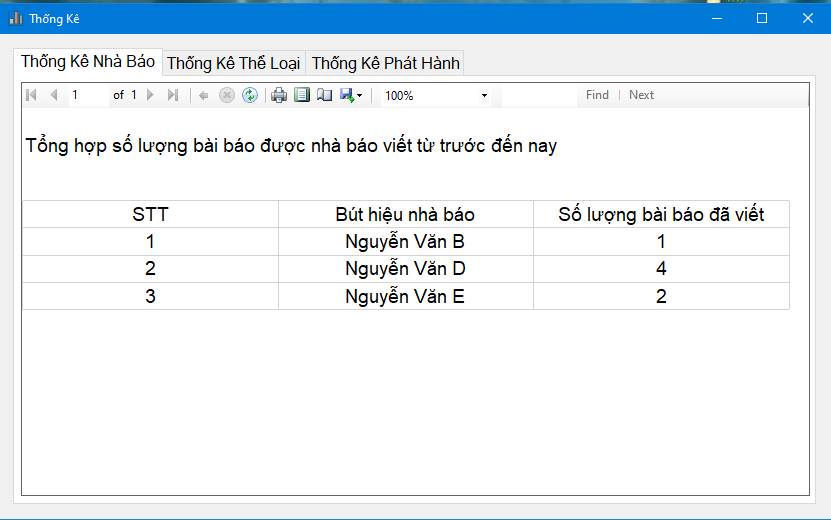 Thống Kê
Thống Kê Nhà Báo Thống Kê Thể Loại Thống Kê Phát Hành
1 of 1 100% Find | Next
Tổng hợp số lượng bài báo được nhà báo viết từ trước đến nay
STT Bút hiệu nhà báo Số lượng bài báo đã viết
1 Nguyễn Văn B 1
2 Nguyễn Văn D 4
3 Nguyễn Văn E 2